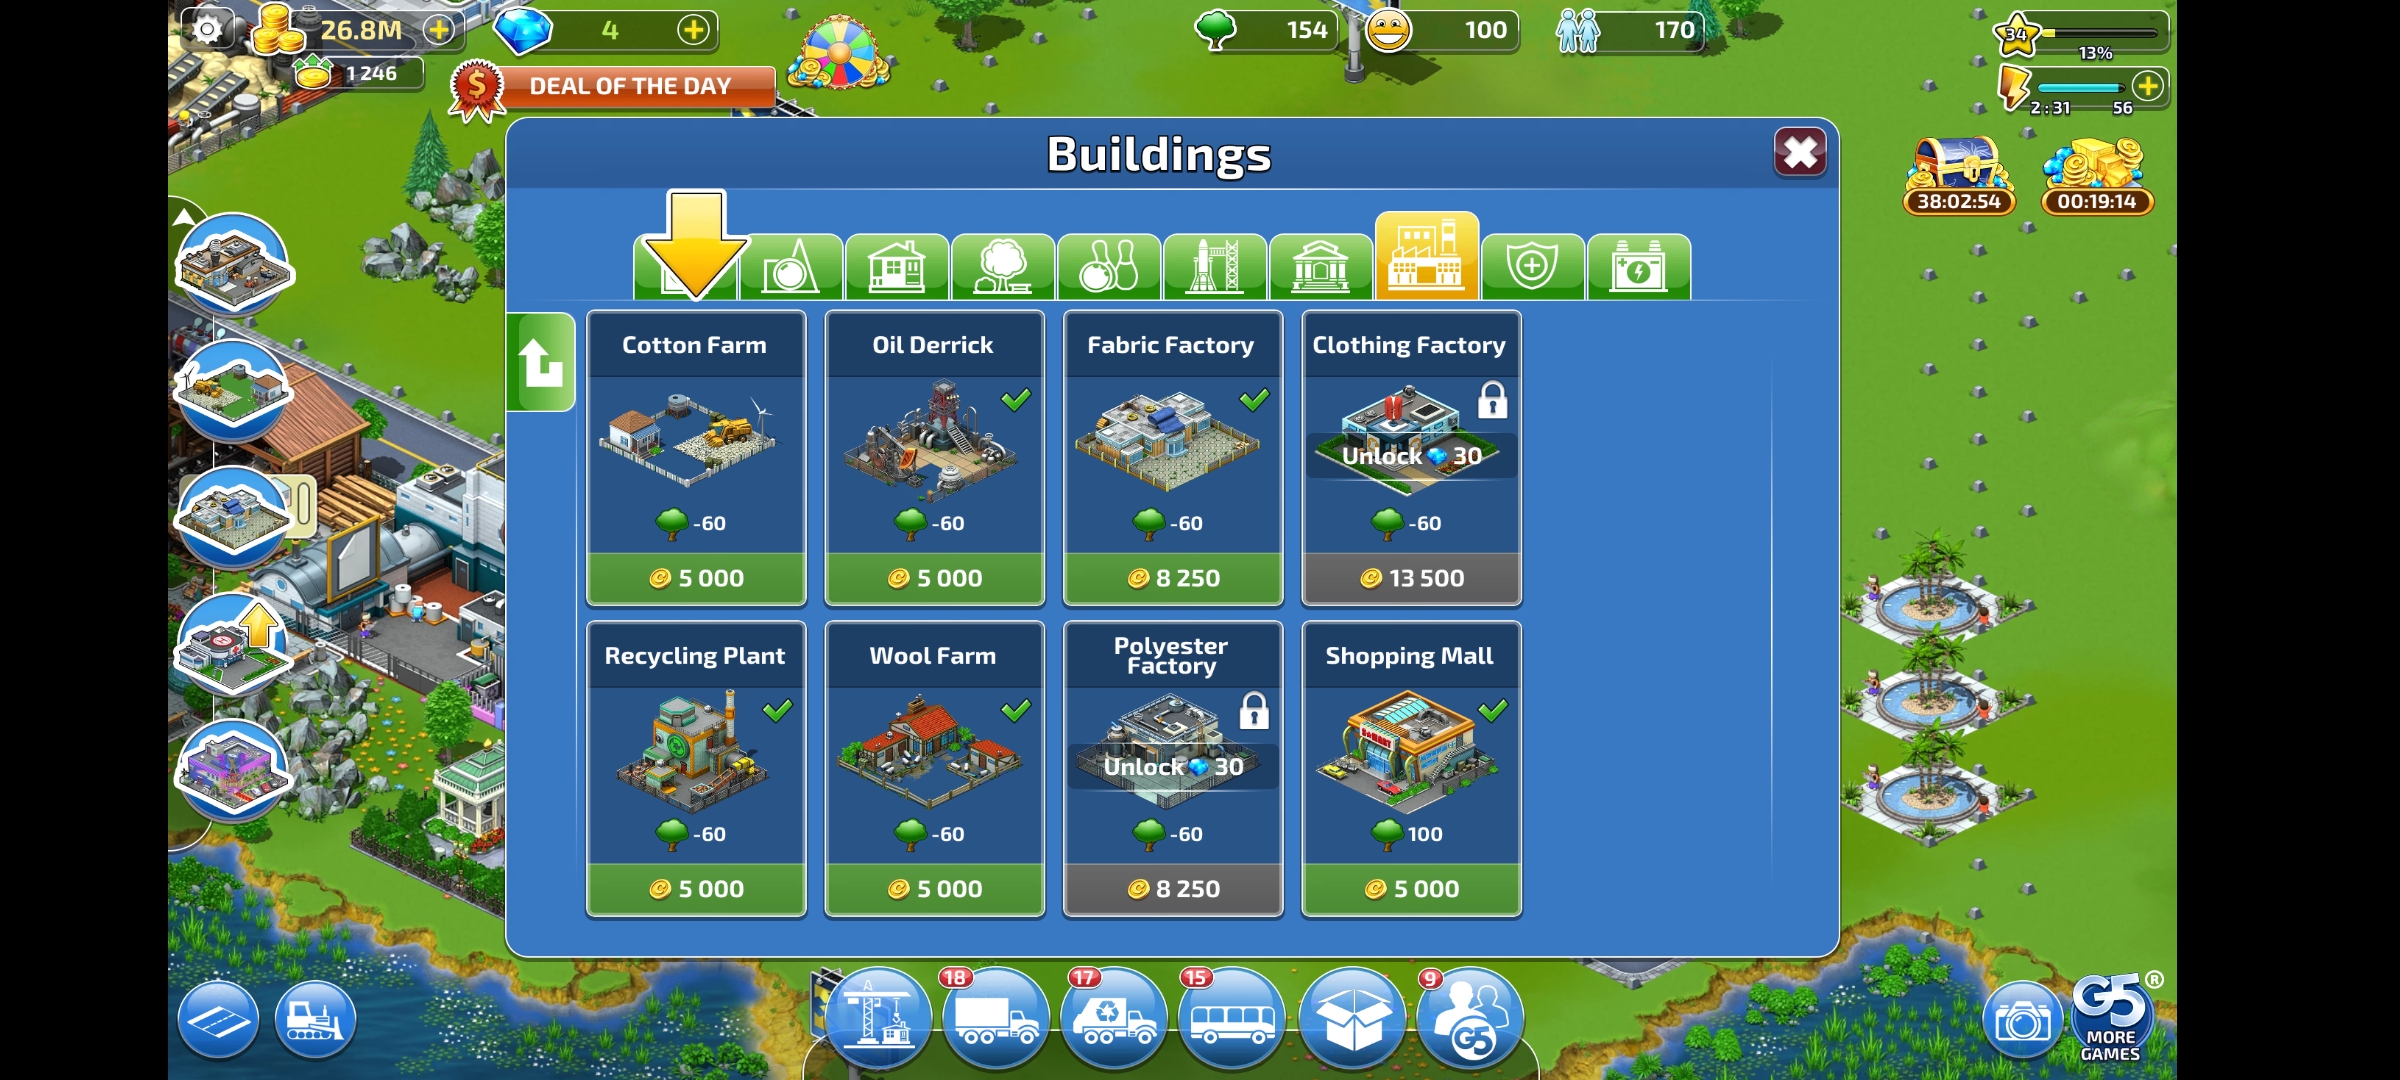 26.8M
4
154
100
170
34
13%
1 246
DEAL OF THE DAY
2:31
56
38:02:54
00:19:14
Buildings
Cotton Farm
Oil Derrick
Fabric Factory
Clothing Factory
Unlock 30
-60
-60
-60
-60
5 000
5 000
8 250
13 500
Recycling Plant
Wool Farm
Polyester
Factory
Shopping Mall
Unlock 30
-60
-60
-60
100
5 000
5 000
8 250
5 000
18
17
15
9
G5
G5®
MORE
GAMES